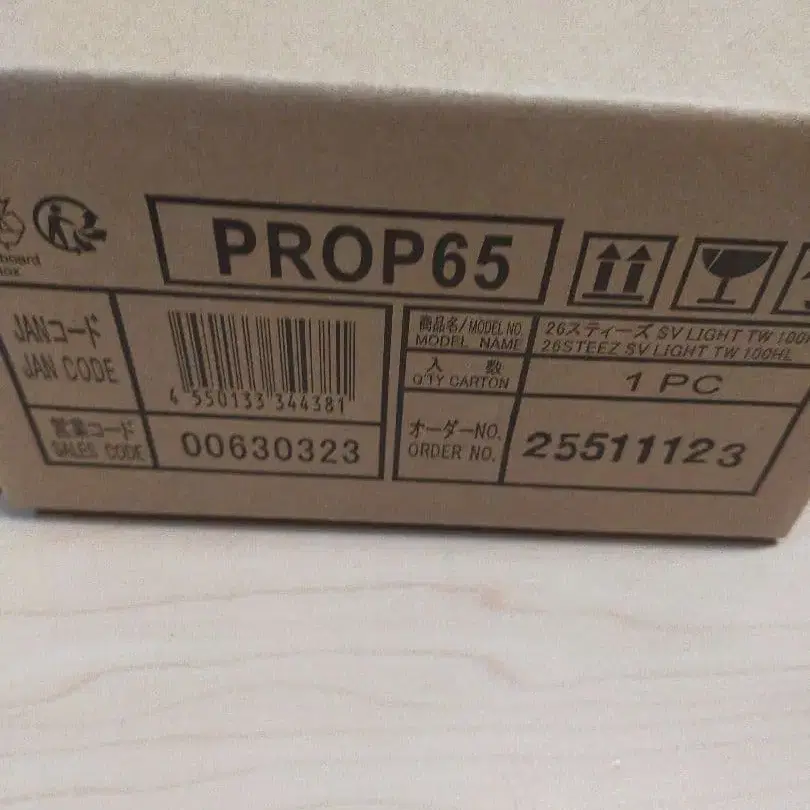 board
box
PROP65
JANコード
JAN CODE
4 550133 344381
営業コード
SALES CODE
00630323
商品名/MODEL NO.
MODEL NAME
26スティーズ SV LIGHT TW 100H
26STEEZ SV LIGHT TW 100HL
入 数
Q'TY CARTON
1 PC
オーダーNO.
ORDER NO.
25511123